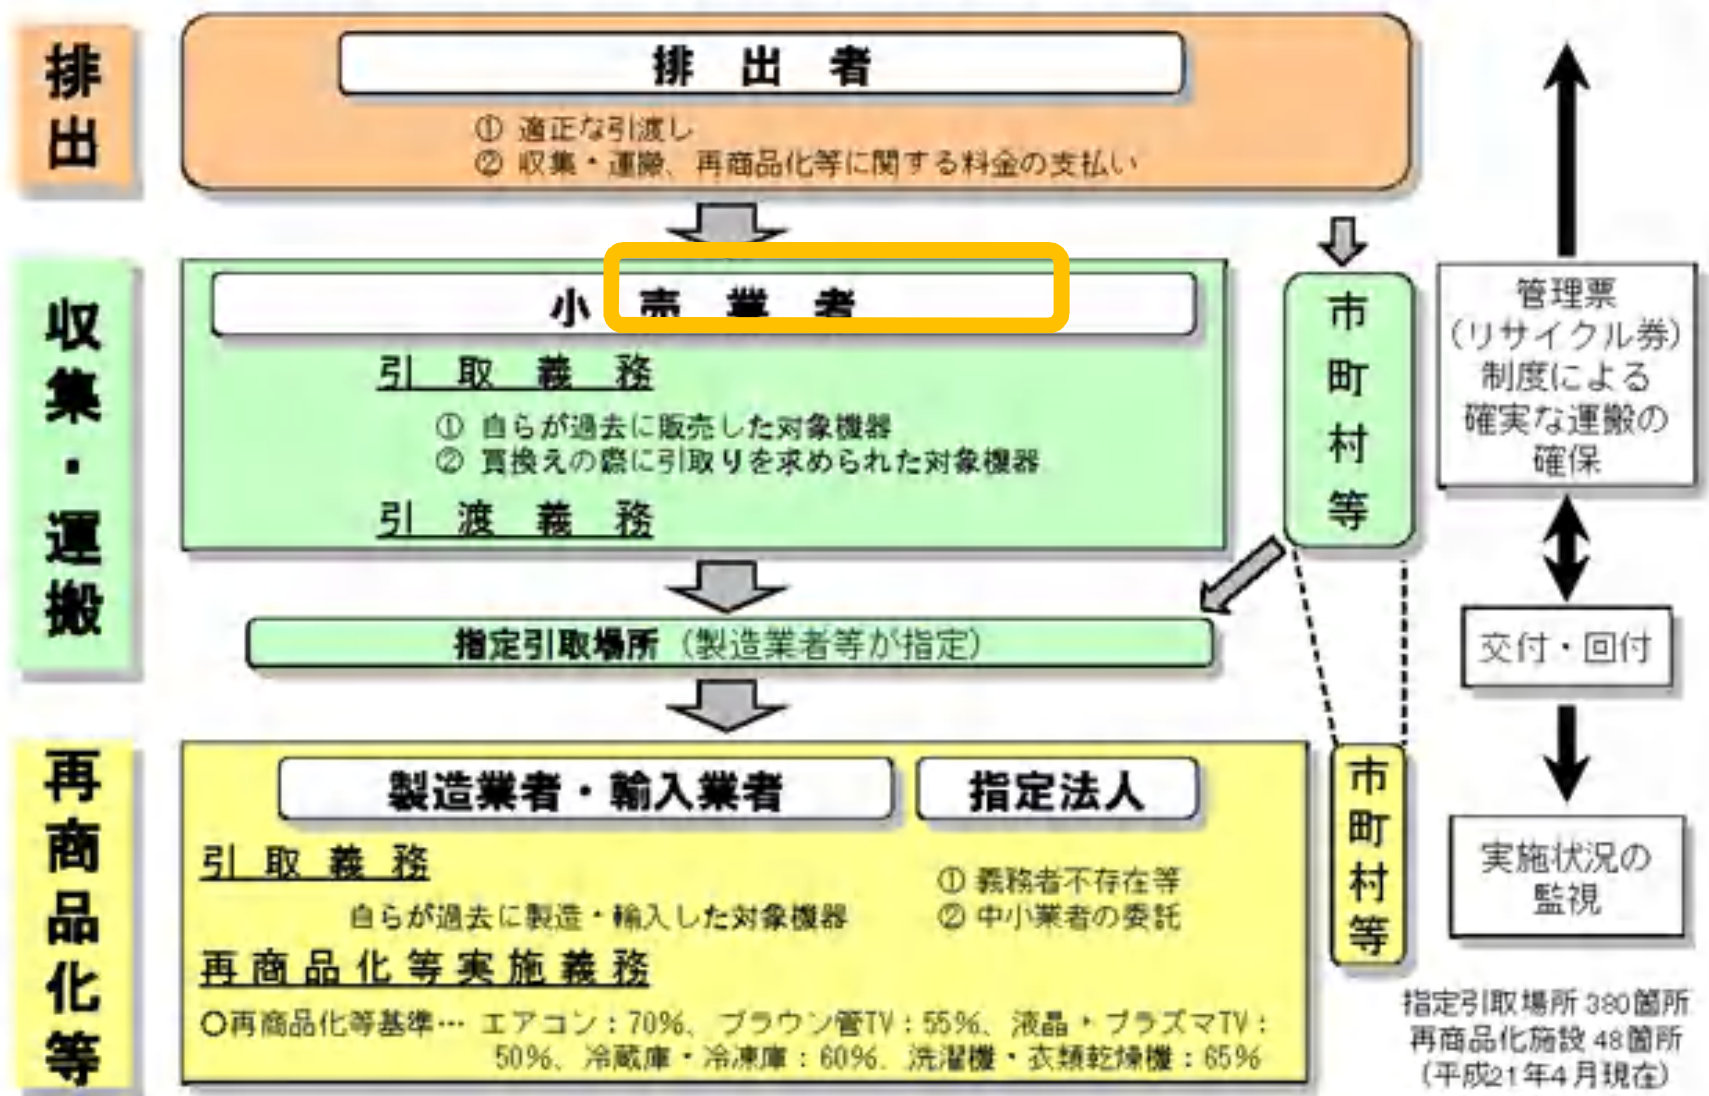 排出
排出者
① 適正な引渡し
② 収集・運搬、再商品化等に関する料金の支払い
収集・運搬
小売業者
引取義務
① 自らが過去に販売した対象機器
② 買換えの際に引取りを求められた対象機器
引渡義務
市町村等
管理票
(リサイクル券)
制度による
確実な運搬の
確保
指定引取場所(製造業者等が指定)
交付・回付
再商品化等
製造業者・輸入業者
指定法人
引取義務
自らが過去に製造・輸入した対象機器
① 義務者不存在等
② 中小業者の委託
再商品化等実施義務
○再商品化等基準… エアコン:70%、ブラウン管TV:55%、液晶・プラズマTV:
50%、冷蔵庫・冷凍庫:60%、洗濯機・衣類乾燥機:65%
市町村等
実施状況の
監視
指定引取場所 380箇所
再商品化施設 48箇所
(平成21年4月現在)